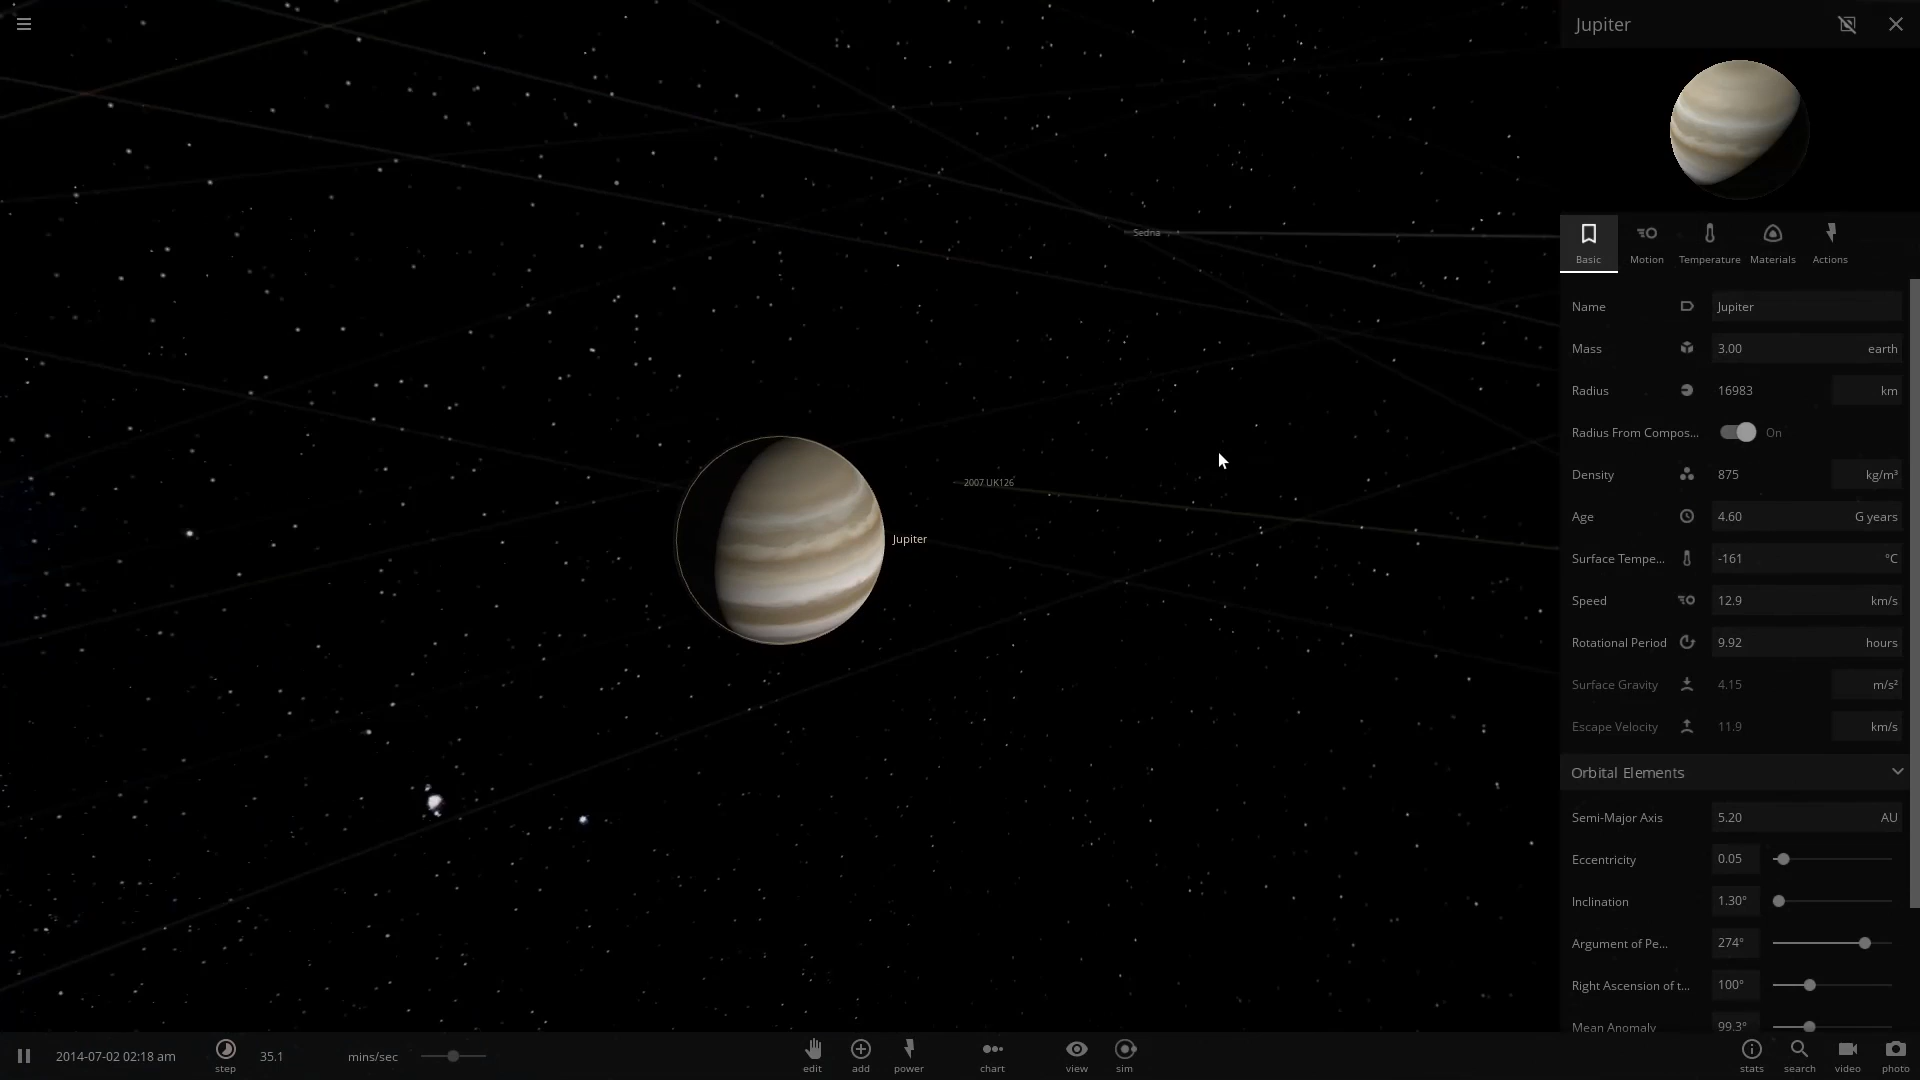 Jupiter
Sedna
2007 UK126
Jupiter
Basic
Motion
Temperature
Materials
Actions
Name Jupiter
Mass 3.00 earth
Radius 16983 km
Radius From Compos... On
Density 875 kg/m³
Age 4.60 G years
Surface Tempe... -161 °C
Speed 12.9 km/s
Rotational Period 9.92 hours
Surface Gravity 4.15 m/s²
Escape Velocity 11.9 km/s
Orbital Elements
Semi-Major Axis 5.20 AU
Eccentricity 0.05
Inclination 1.30°
Argument of Pe... 274°
Right Ascension of t... 100°
Mean Anomaly 99.3°
2014-07-02 02:18 am
step
35.1 mins/sec
edit
add
power
chart
view
sim
stats
search
video
photo